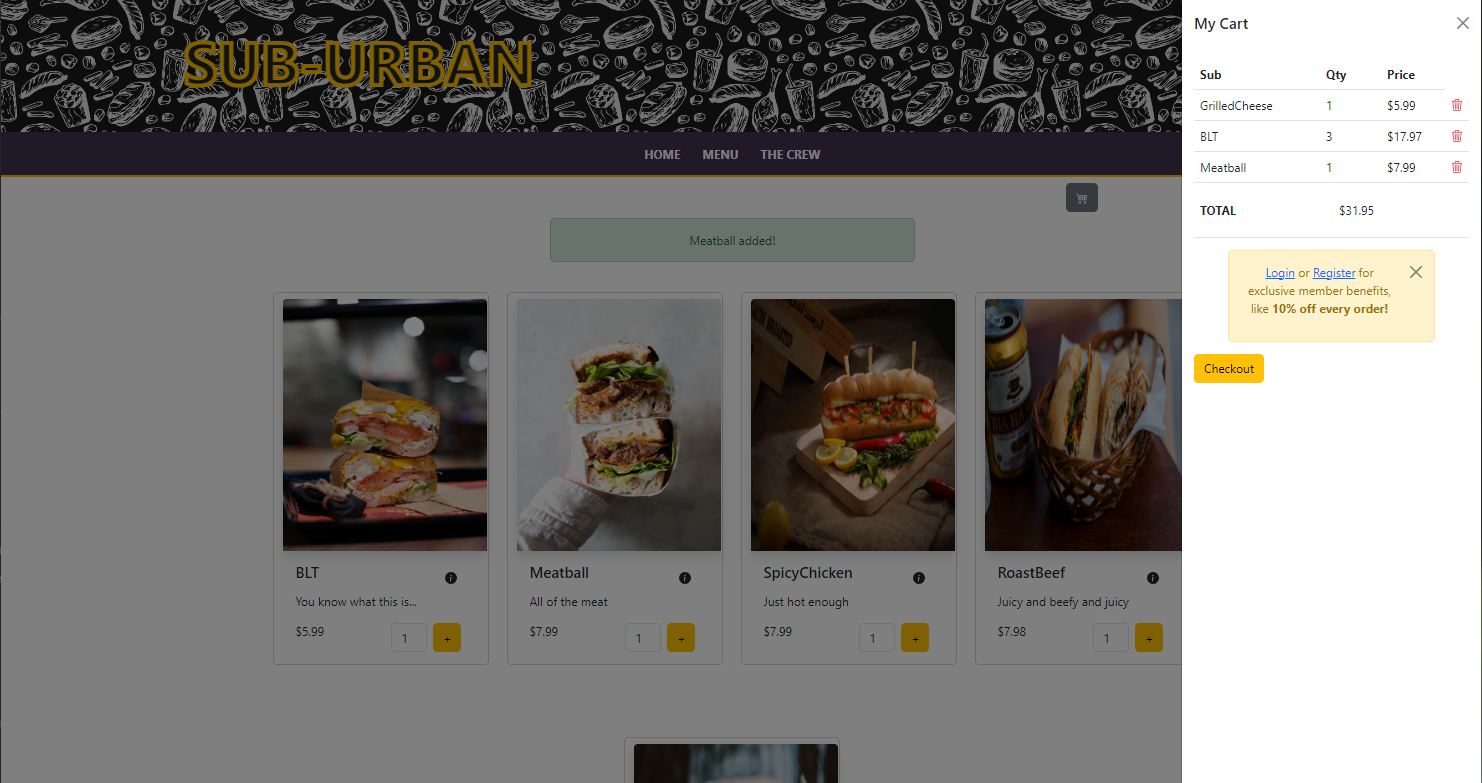 SUB-URBAN
HOME MENU THE CREW
Meatball added!
BLT
You know what this is...
$5.99 1 +
Meatball
All of the meat
$7.99 1 +
SpicyChicken
Just hot enough
$7.99 1 +
RoastBeef
Juicy and beefy and juicy
$7.98 1 +
My Cart
Sub Qty Price
GrilledCheese 1 $5.99
BLT 3 $17.97
Meatball 1 $7.99
TOTAL $31.95
Login or Register for
exclusive member benefits,
like 10% off every order!
Checkout